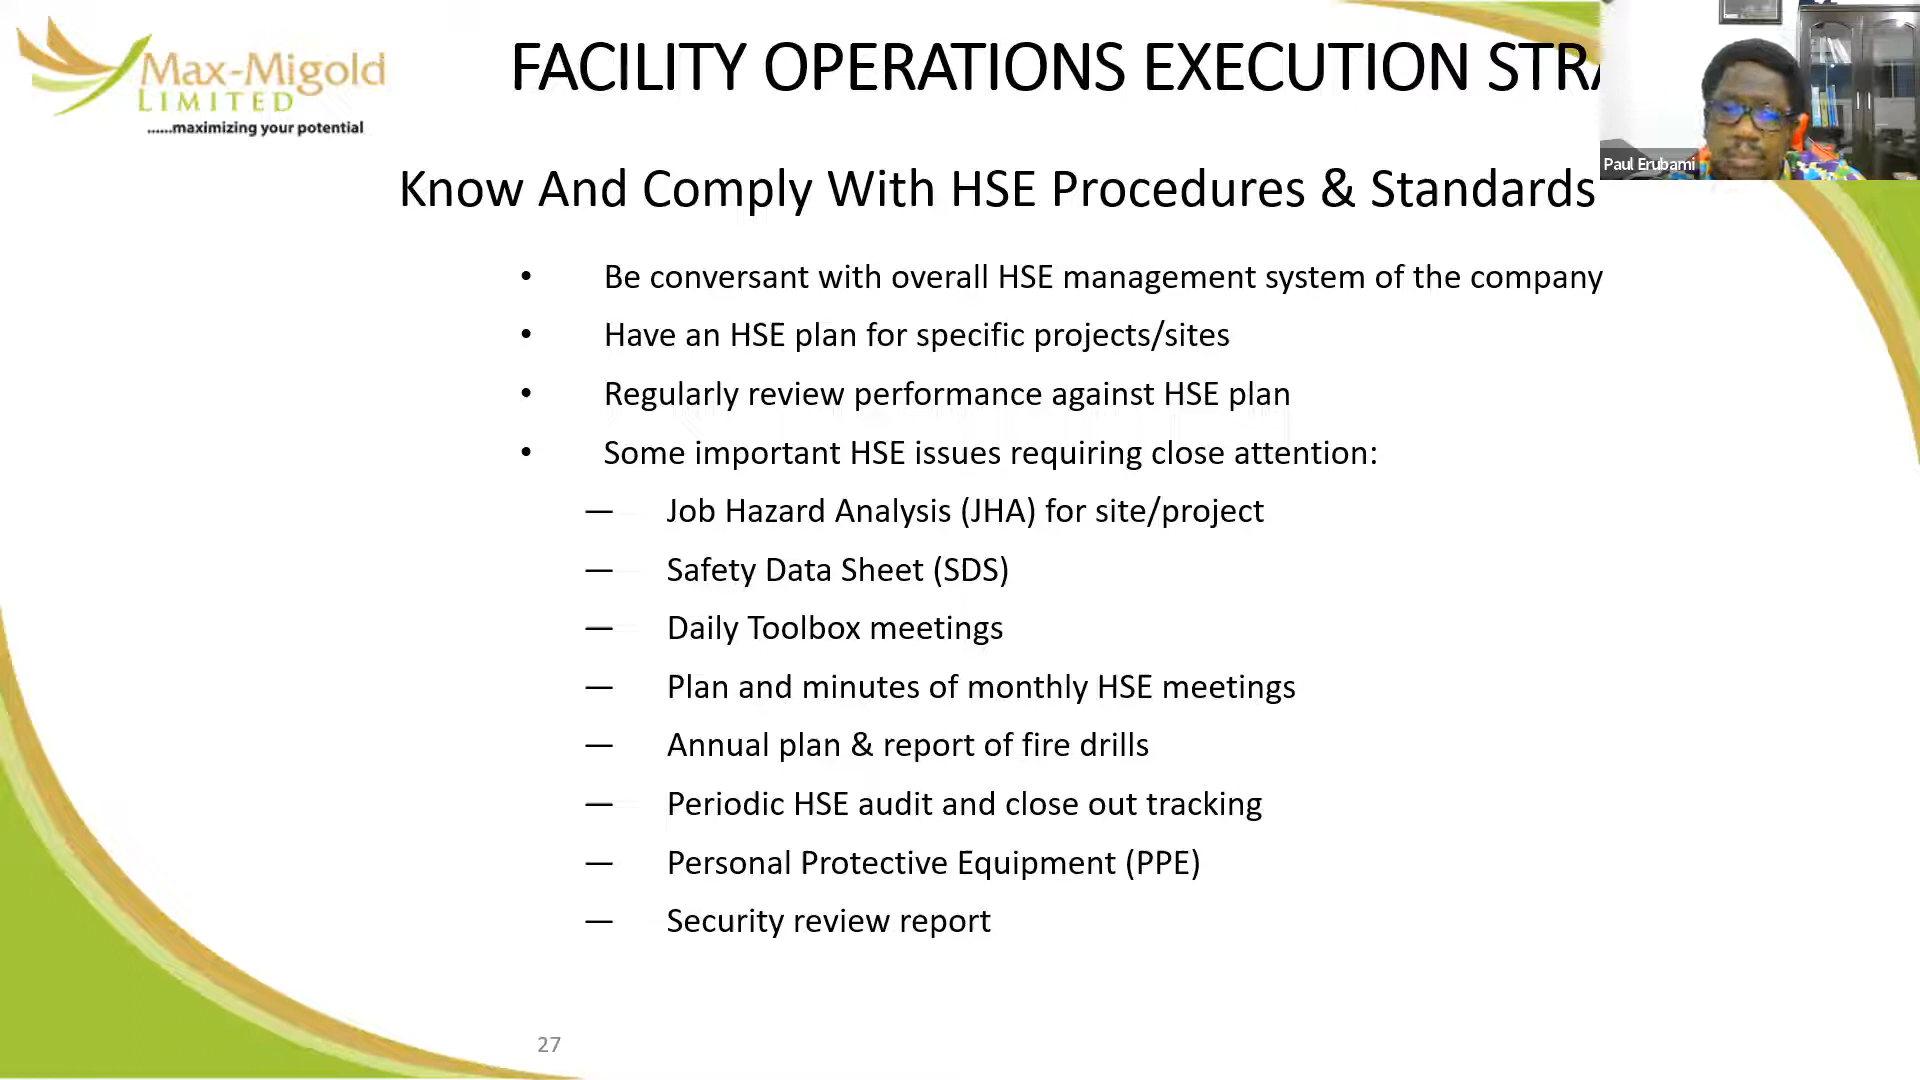 Max-Migold
LIMITED
......maximizing your potential
FACILITY OPERATIONS EXECUTION
Paul Erubami
Know And Comply With HSE Procedures & Standards
• Be conversant with overall HSE management system of the company
• Have an HSE plan for specific projects/sites
• Regularly review performance against HSE plan
• Some important HSE issues requiring close attention:
— Job Hazard Analysis (JHA) for site/project
— Safety Data Sheet (SDS)
— Daily Toolbox meetings
— Plan and minutes of monthly HSE meetings
— Annual plan & report of fire drills
— Periodic HSE audit and close out tracking
— Personal Protective Equipment (PPE)
— Security review report
27